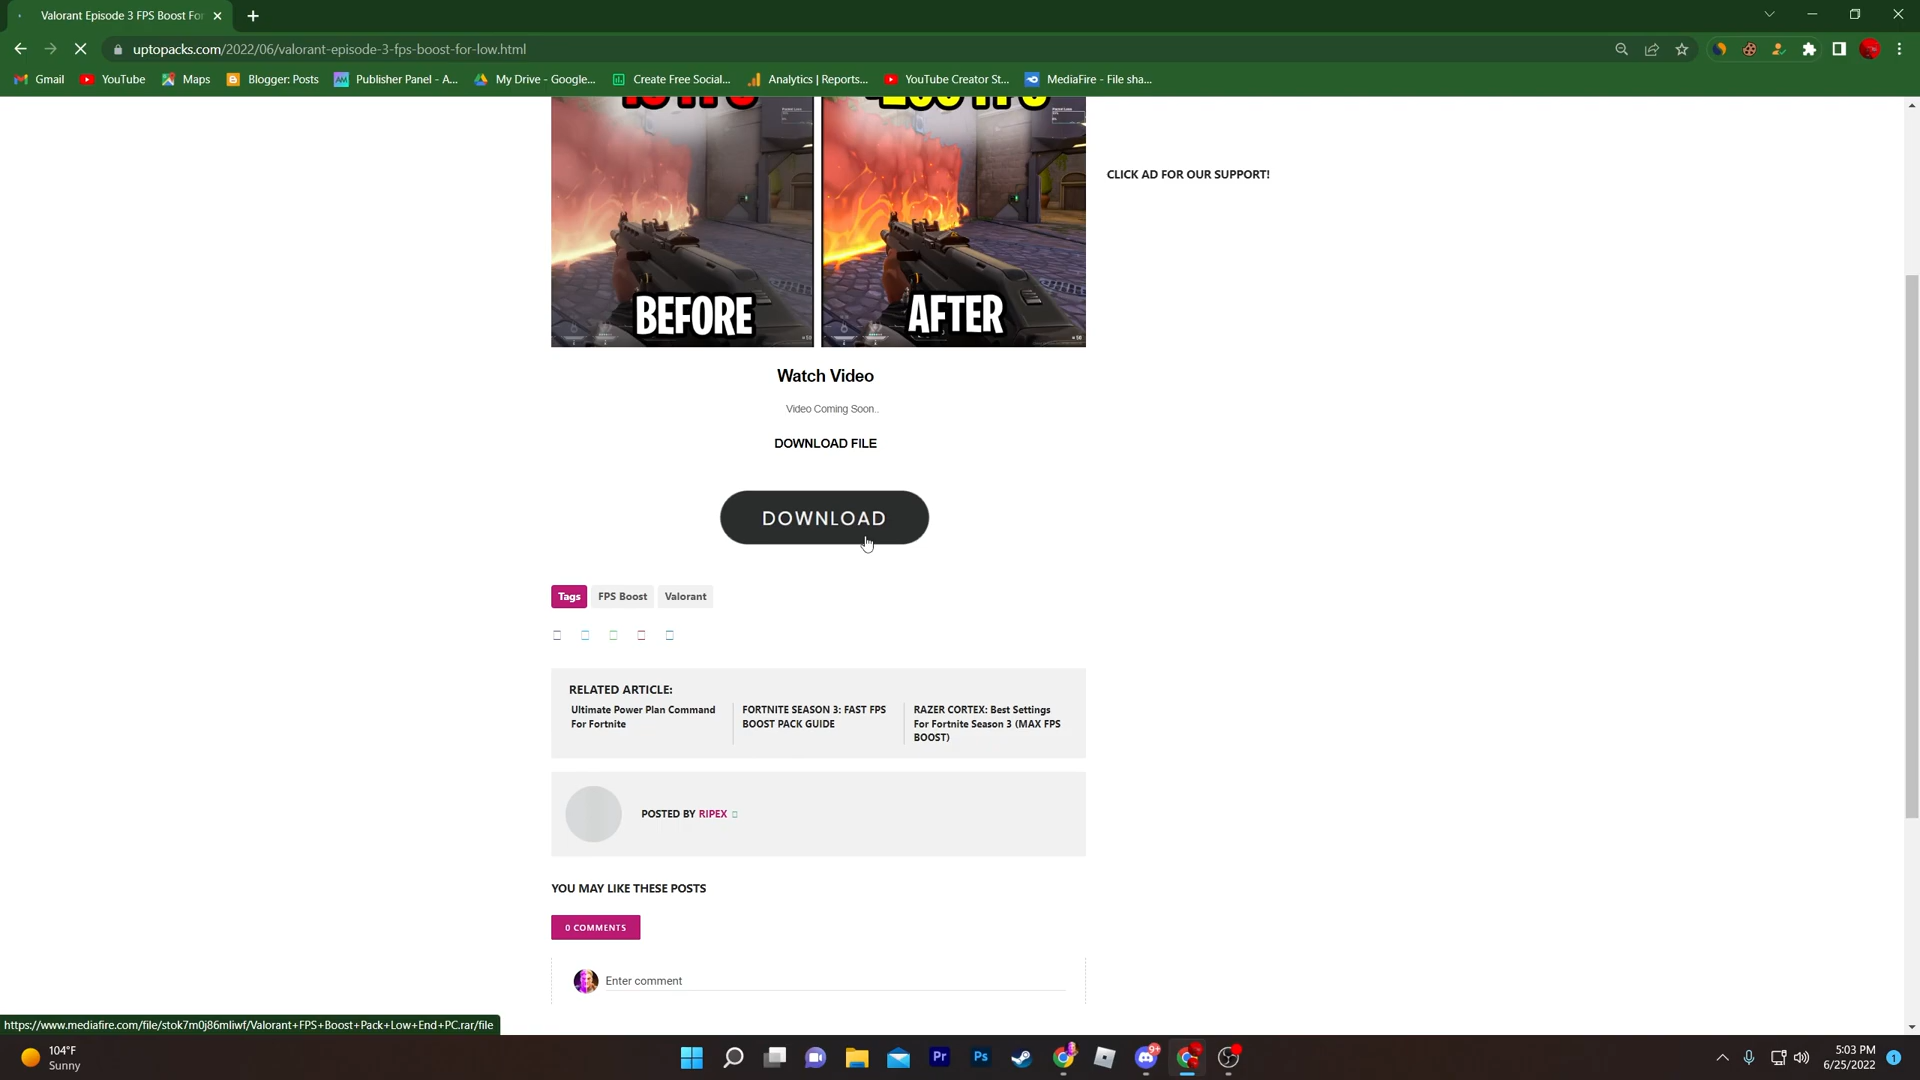 Valorant Episode 3 FPS Boost For
uptopacks.com/2022/06/valorant-episode-3-fps-boost-for-low.html
Gmail YouTube Maps Blogger: Posts Publisher Panel - A... My Drive - Google... Create Free Social... Analytics | Reports... YouTube Creator St... MediaFire - File sha...
CLICK AD FOR OUR SUPPORT!
BEFORE AFTER
Watch Video
Video Coming Soon..
DOWNLOAD FILE
DOWNLOAD
Tags FPS Boost Valorant
RELATED ARTICLE:
Ultimate Power Plan Command
For Fortnite
FORTNITE SEASON 3: FAST FPS
BOOST PACK GUIDE
RAZER CORTEX: Best Settings
For Fortnite Season 3 (MAX FPS
BOOST)
POSTED BY RIPEX
YOU MAY LIKE THESE POSTS
0 COMMENTS
Enter comment
https://www.mediafire.com/file/stok7m0j86mliwf/Valorant+FPS+Boost+Pack+Low+End+PC.rar/file
104°F
Sunny
5:03 PM
6/25/2022